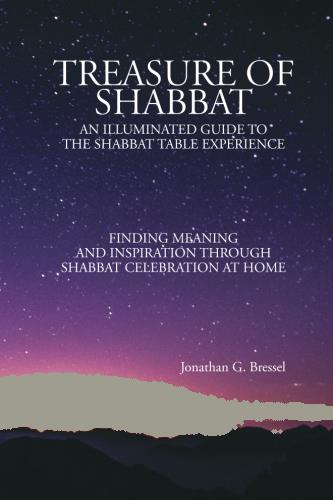 TREASURE OF
SHABBAT
AN ILLUMINATED GUIDE TO
THE SHABBAT TABLE EXPERIENCE
FINDING MEANING
AND INSPIRATION THROUGH
SHABBAT CELEBRATION AT HOME
Jonathan G. Bressel